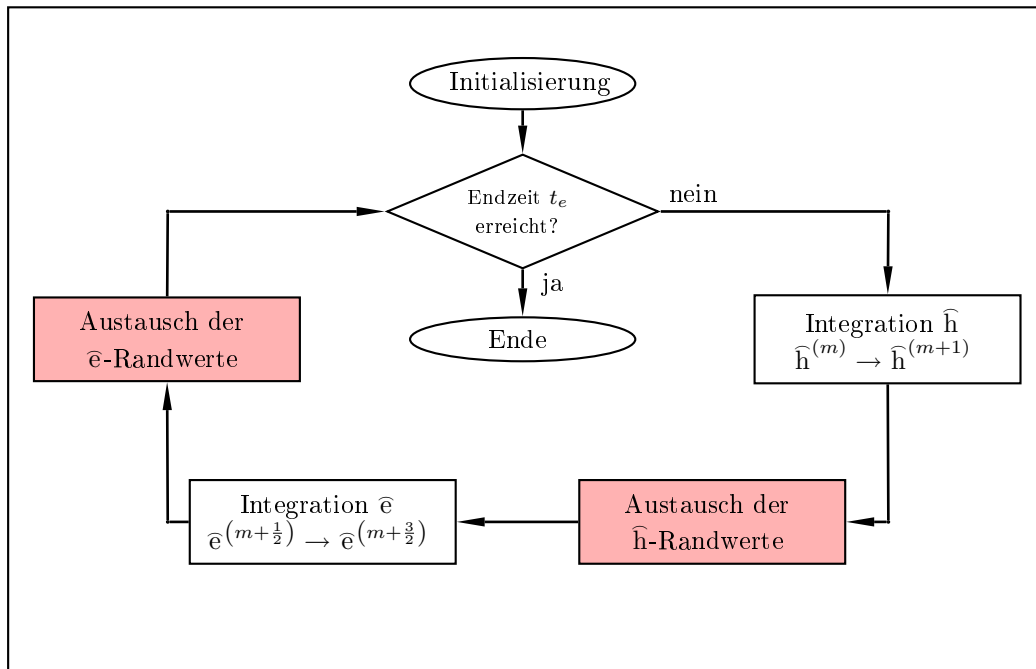 Initialisierung
Endzeit tₑ
erreicht?
nein
ja
Ende
Integration h͡
h͡^(m) → h͡^(m+1)
Austausch der
h͡-Randwerte
Integration e͡
e͡^(m+1/2) → e͡^(m+3/2)
Austausch der
e͡-Randwerte